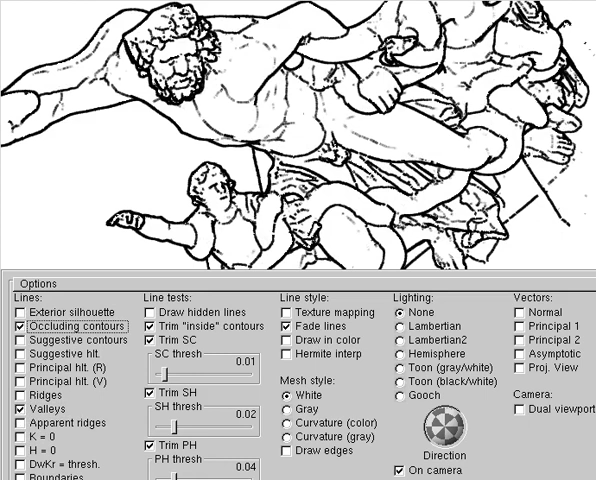 Options
Lines:
Exterior silhouette
Occluding contours
Suggestive contours
Suggestive hlt.
Principal hlt. (R)
Principal hlt. (V)
Ridges
Valleys
Apparent ridges
K = 0
H = 0
DwKr = thresh.
Boundaries
Line tests:
Draw hidden lines
Trim "inside" contours
Trim SC
SC thresh
0.01
Trim SH
SH thresh
0.02
Trim PH
PH thresh
0.04
Line style:
Texture mapping
Fade lines
Draw in color
Hermite interp
Mesh style:
White
Gray
Curvature (color)
Curvature (gray)
Draw edges
Lighting:
None
Lambertian
Lambertian2
Hemisphere
Toon (gray/white)
Toon (black/white)
Gooch
Direction
On camera
Vectors:
Normal
Principal 1
Principal 2
Asymptotic
Proj. View
Camera:
Dual viewport